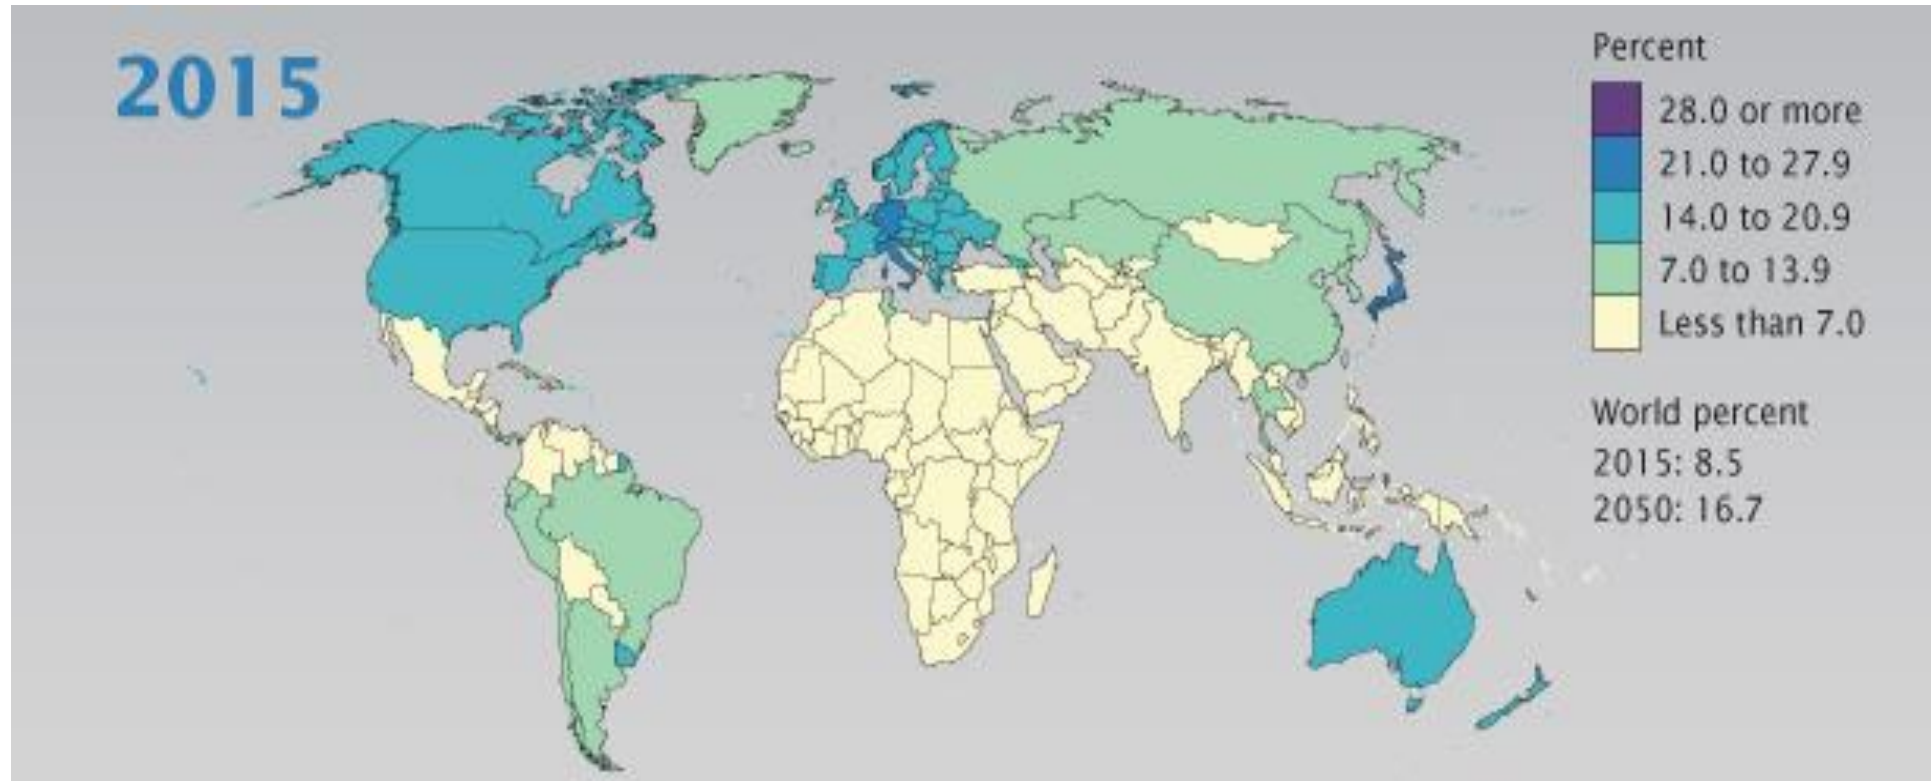 2015
Percent
28.0 or more
21.0 to 27.9
14.0 to 20.9
7.0 to 13.9
Less than 7.0
World percent
2015: 8.5
2050: 16.7